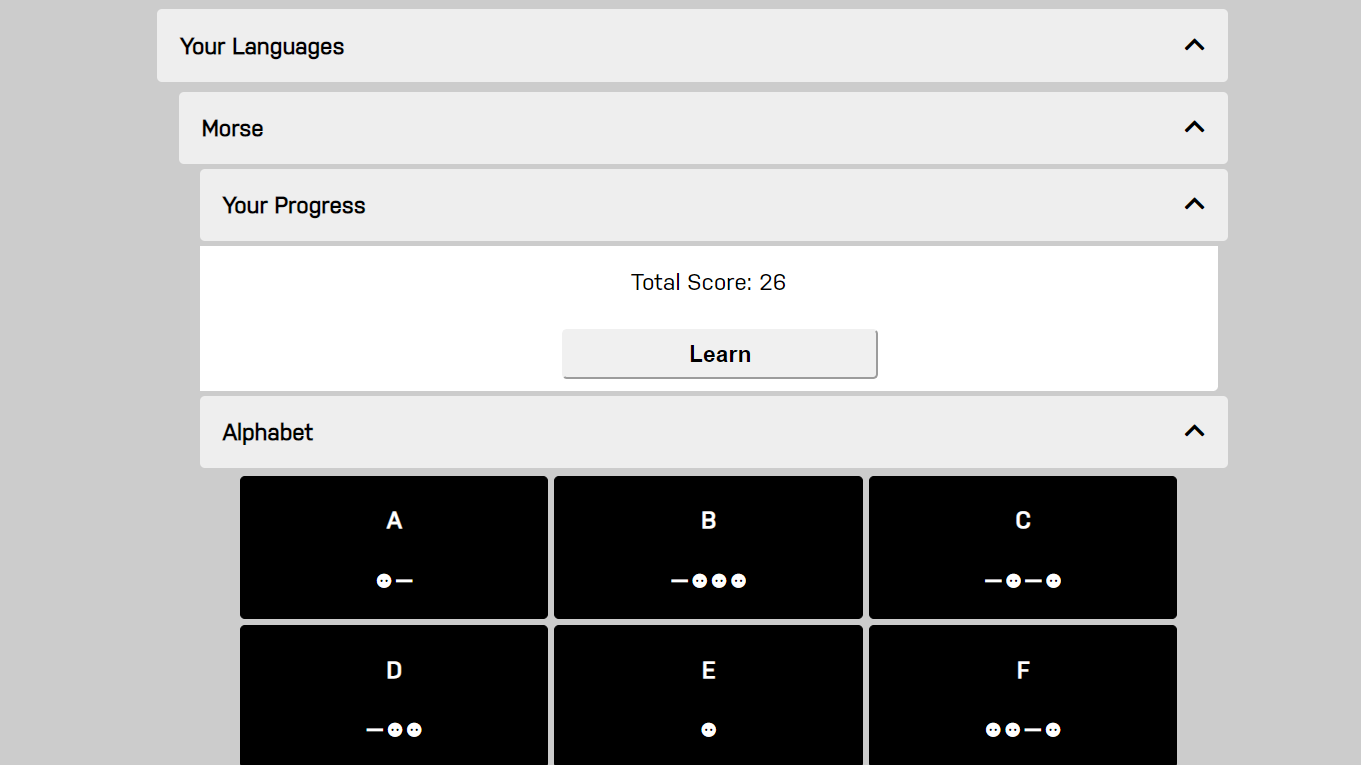 Your Languages
Morse
Your Progress
Total Score: 26
Learn
Alphabet
A
⚉–
B
–⚉⚉⚉
C
–⚉–⚉
D
–⚉⚉
E
⚉
F
⚉⚉–⚉